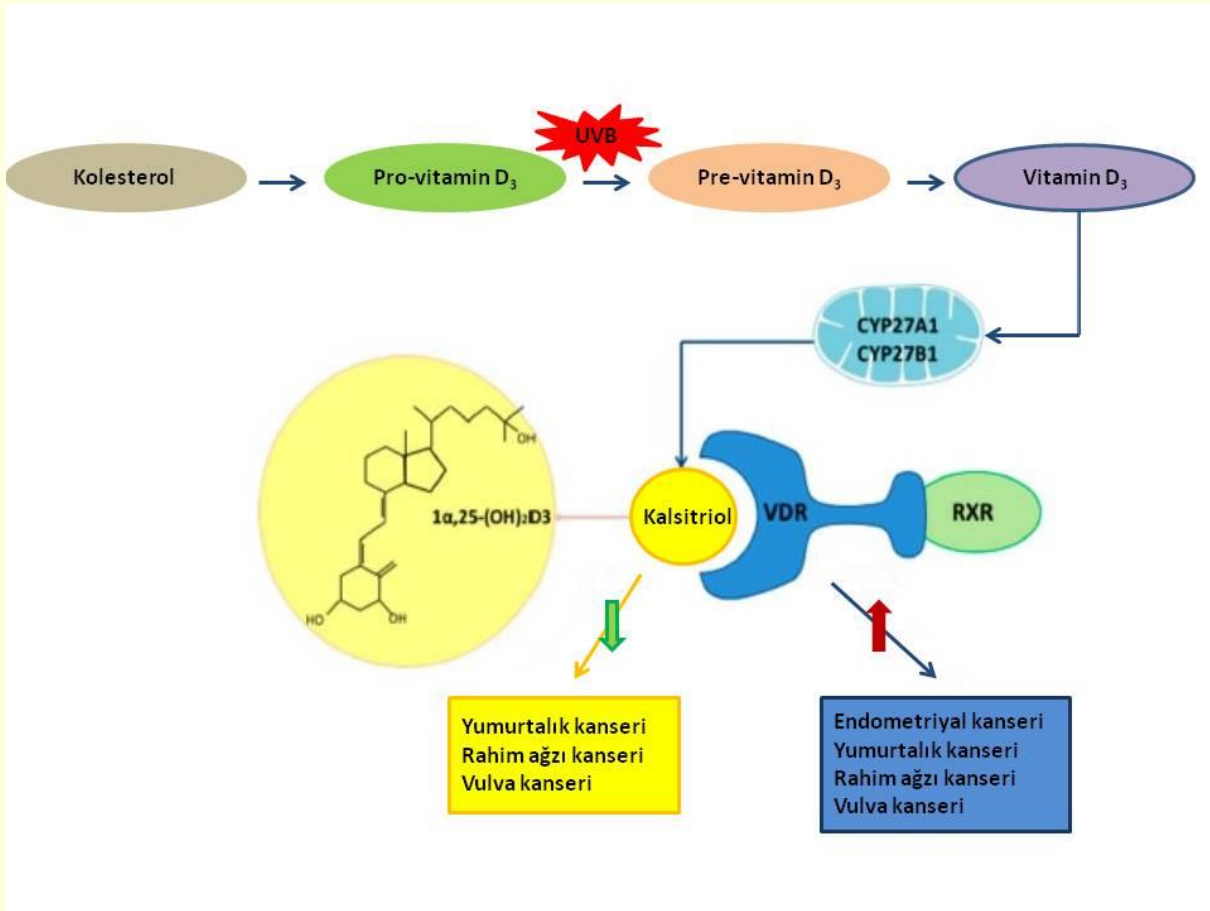 UVB
Kolesterol
Pro-vitamin D₃
Pre-vitamin D₃
Vitamin D₃
CYP27A1
CYP27B1
OH
1α,25-(OH)₂D3
HO
OH
Kalsitriol
VDR
RXR
Yumurtalık kanseri
Rahim ağzı kanseri
Vulva kanseri
Endometriyal kanseri
Yumurtalık kanseri
Rahim ağzı kanseri
Vulva kanseri